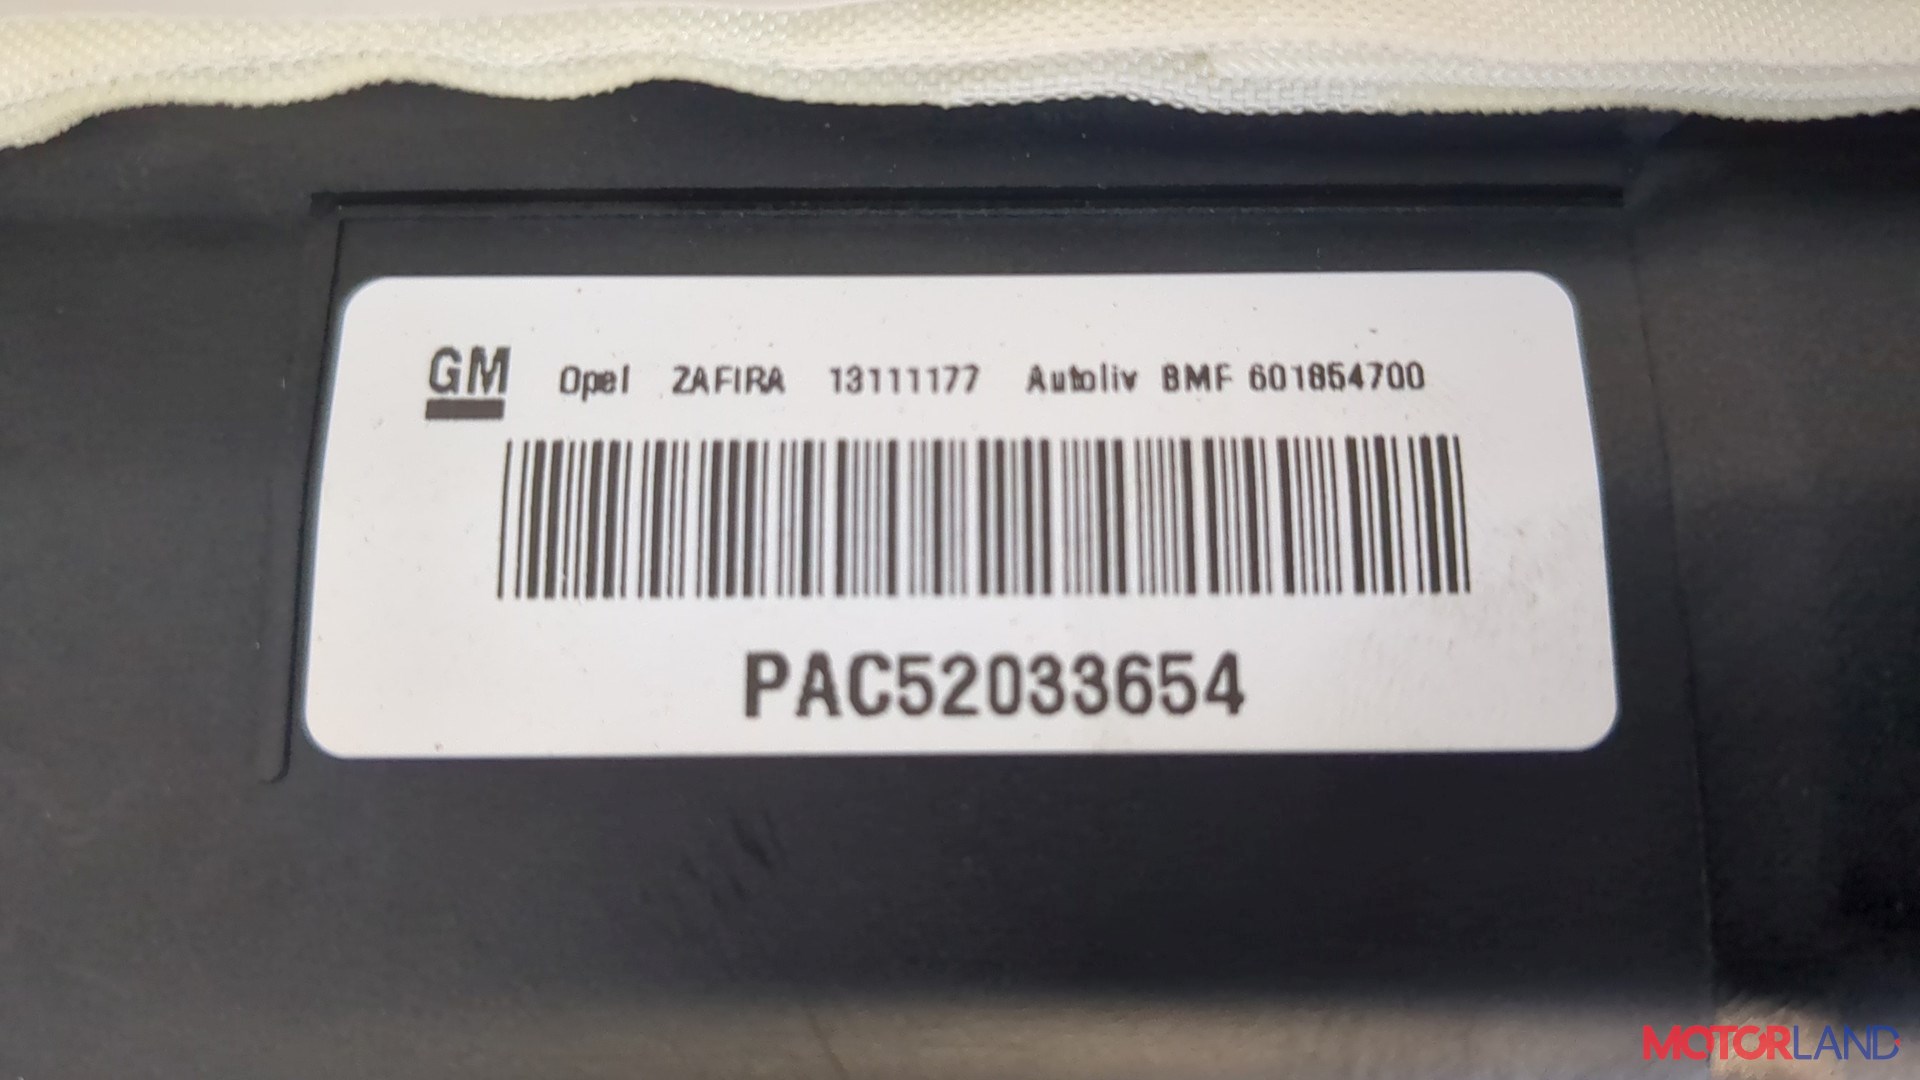 GM Opel ZAFIRA 13111177 Autoliv BMF 601854700
PAC52033654
MOTORLAND